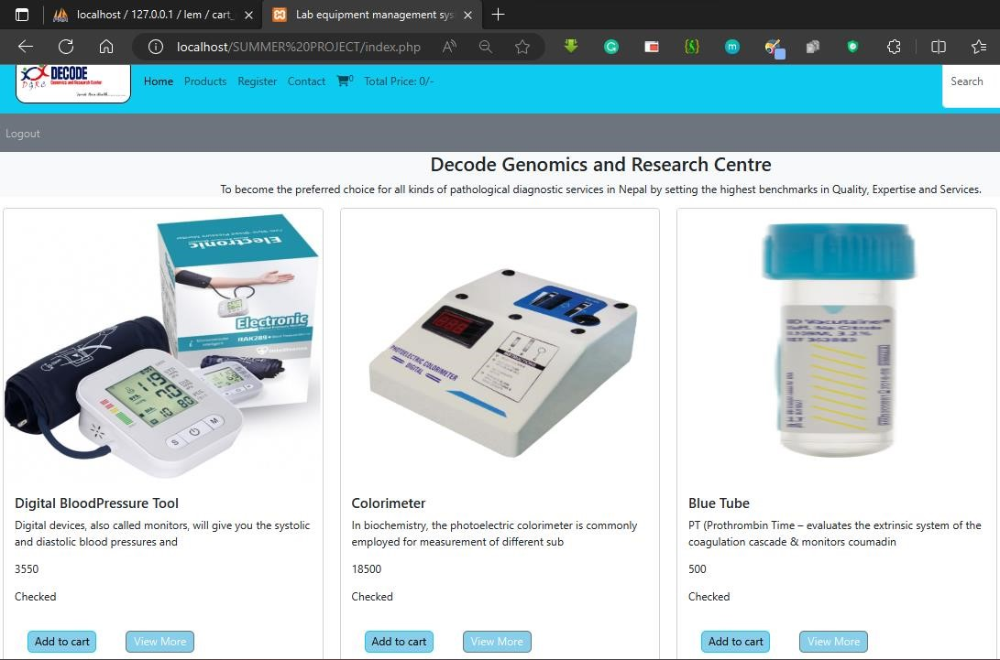 localhost / 127.0.0.1 / lem / cart_
Lab equipment management sys
localhost/SUMMER%20PROJECT/index.php
DECODE
Genomics and Research Center
D.G.R.C
Home Products Register Contact 0 Total Price: 0/-
Search
Logout
Decode Genomics and Research Centre
To become the preferred choice for all kinds of pathological diagnostic services in Nepal by setting the highest benchmarks in Quality, Expertise and Services.
Electronic
Electronic
RAK289
PHOTOELECTRIC COLORIMETER
DIGITAL
INSTRUCTIONS
Digital BloodPressure Tool
Digital devices, also called monitors, will give you the systolic
and diastolic blood pressures and
3550
Checked
Add to cart View More
Colorimeter
In biochemistry, the photoelectric colorimeter is commonly
employed for measurement of different sub
18500
Checked
Add to cart View More
Blue Tube
PT (Prothrombin Time – evaluates the extrinsic system of the
coagulation cascade & monitors coumadin
500
Checked
Add to cart View More